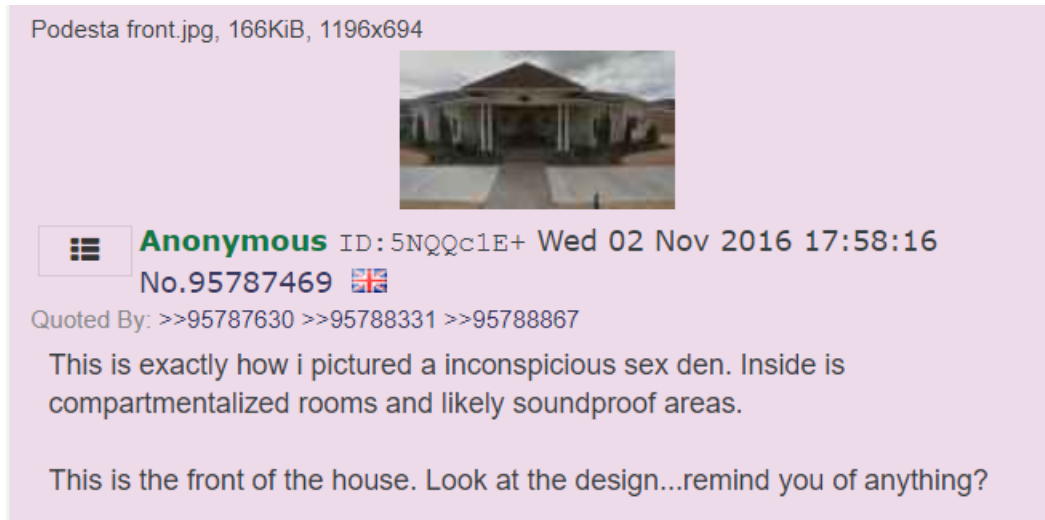 Podesta front.jpg, 166KiB, 1196x694
Anonymous ID:5NQQc1E+ Wed 02 Nov 2016 17:58:16
No.95787469
Quoted By: >>95787630 >>95788331 >>95788867
This is exactly how i pictured a inconspicious sex den. Inside is
compartmentalized rooms and likely soundproof areas.
This is the front of the house. Look at the design...remind you of anything?